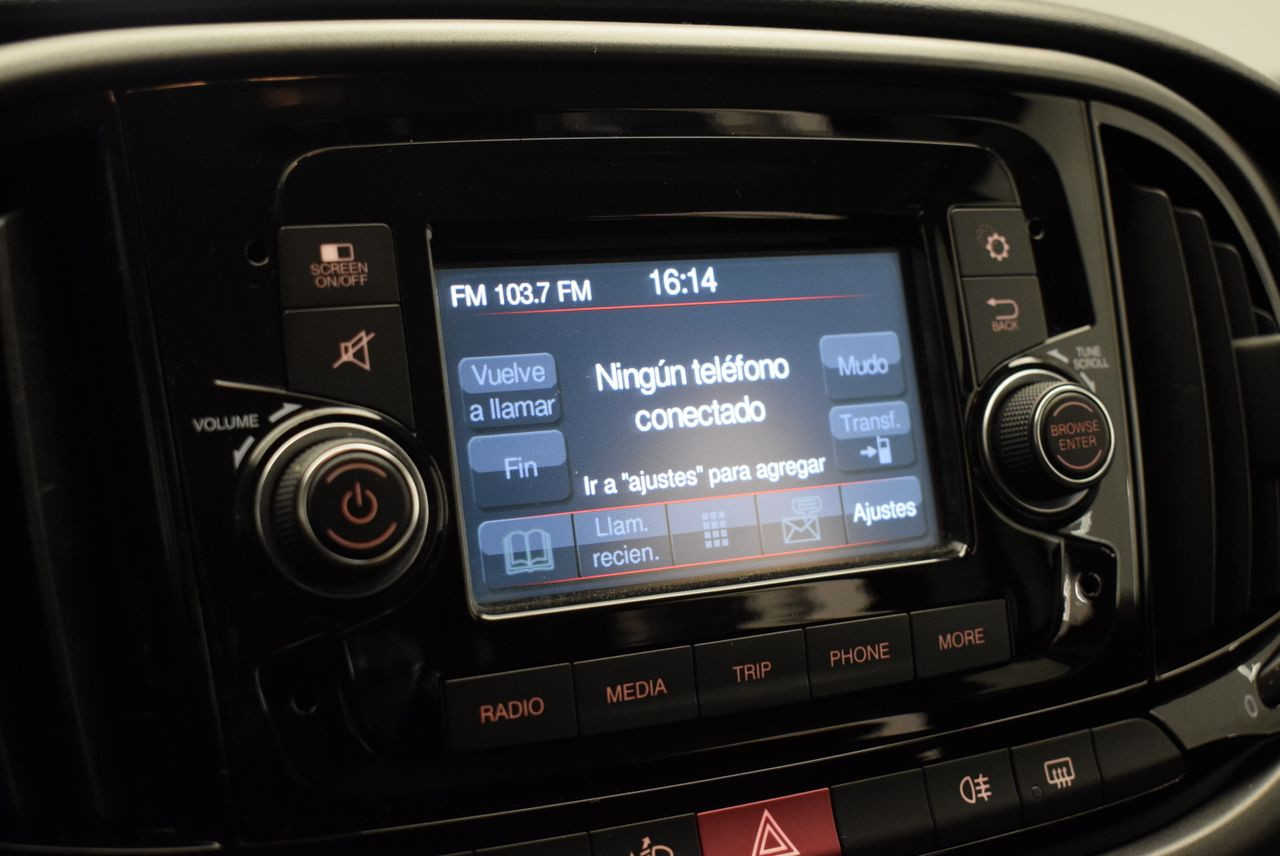 SCREEN
ON/OFF
VOLUME
FM 103.7 FM
16:14
Vuelve
a llamar
Ningún teléfono
conectado
Mudo
Fin
Transf.
Ir a "ajustes" para agregar
Llam.
recien.
Ajustes
BACK
TUNE
SCROLL
BROWSE
ENTER
RADIO
MEDIA
TRIP
PHONE
MORE
0